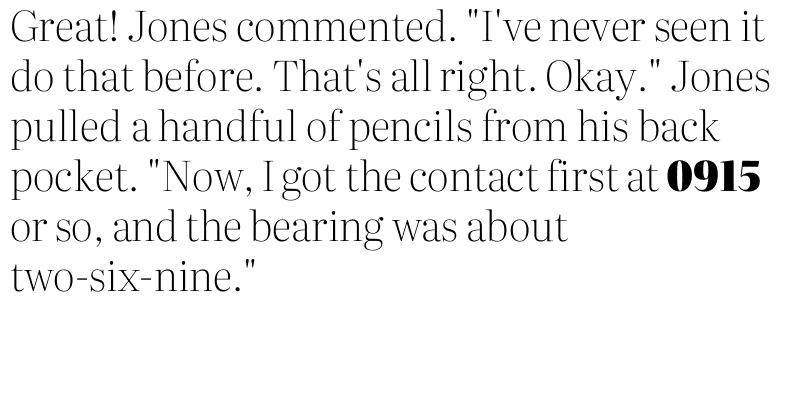 Great! Jones commented. "I've never seen it
do that before. That's all right. Okay." Jones
pulled a handful of pencils from his back
pocket. "Now, I got the contact first at 0915
or so, and the bearing was about
two-six-nine."